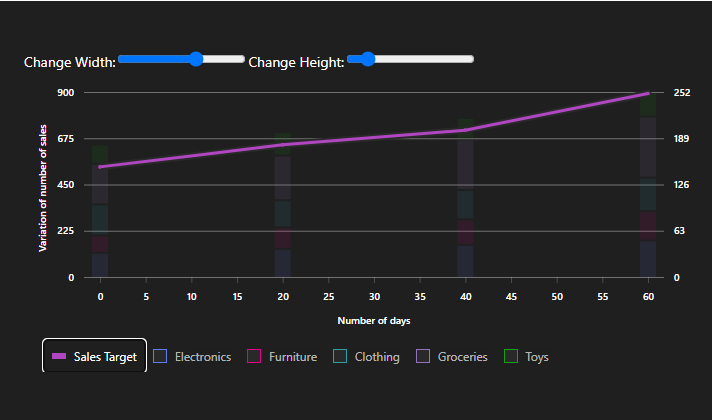 Change Width: Change Height:
900 252
675 189
450 126
225 63
0 0
Variation of number of sales
0 5 10 15 20 25 30 35 40 45 50 55 60
Number of days
Sales Target Electronics Furniture Clothing Groceries Toys